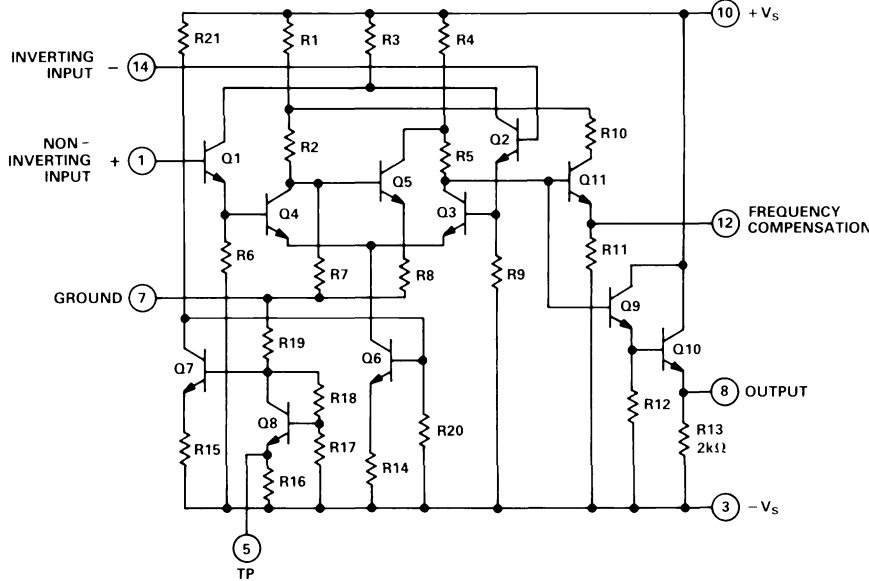 10
+ Vs
R21
R1
R3
R4
INVERTING
INPUT
−
14
Q2
R10
NON-
INVERTING
INPUT
+
1
Q1
R2
Q5
R5
Q11
Q4
Q3
12
FREQUENCY
COMPENSATION
R6
R7
R8
R9
R11
GROUND
7
Q9
R19
Q7
Q6
Q10
R18
8
OUTPUT
Q8
R12
R20
R17
R13
2kΩ
R15
R14
R16
3
− Vs
5
TP